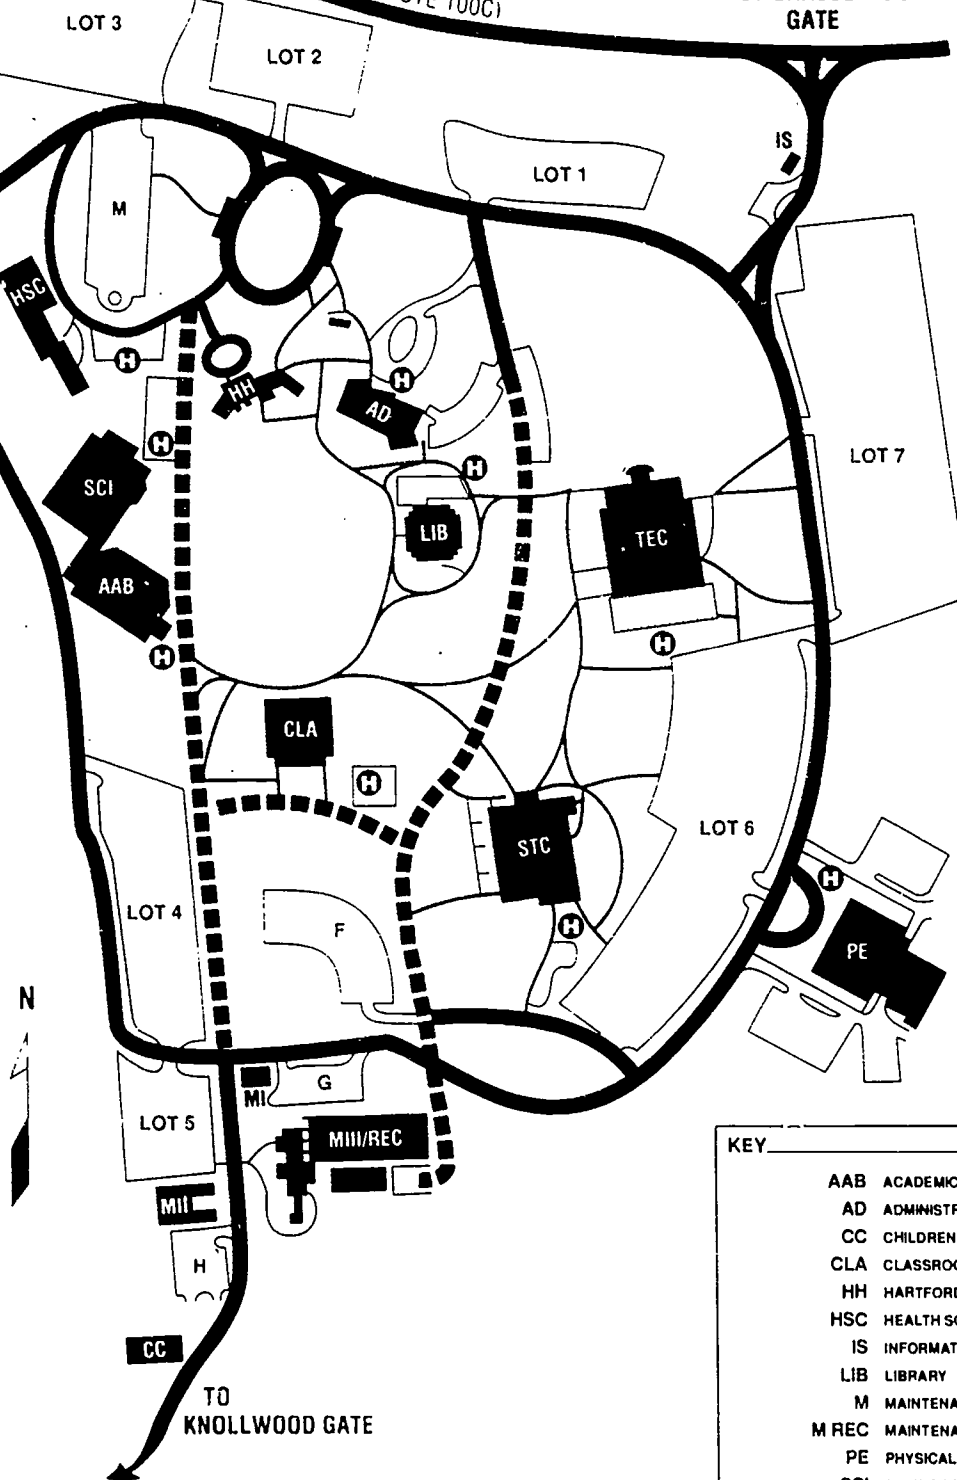 LOT 3
100C)
GATE
LOT 2
IS
LOT 1
M
HSC
H
HH
H
AD
H
H
LOT 7
SCI
LIB
TEC
AAB
H
H
CLA
H
LOT 6
STC
H
LOT 4
F
H
PE
N
MI
G
LOT 5
MIII/REC
MII
H
CC
TO
KNOLLWOOD GATE
KEY
AAB ACADEMIC
AD ADMINISTR
CC CHILDREN
CLA CLASSROO
HH HARTFORD
HSC HEALTH SC
IS INFORMAT
LIB LIBRARY
M MAINTENA
M REC MAINTENA
PE PHYSICAL